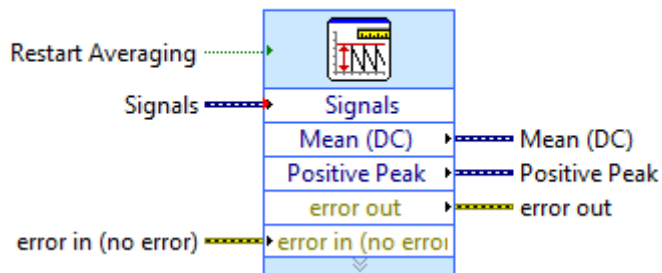 Restart Averaging
Signals Signals
Mean (DC) Mean (DC)
Positive Peak Positive Peak
error out error out
error in (no error) error in (no erro